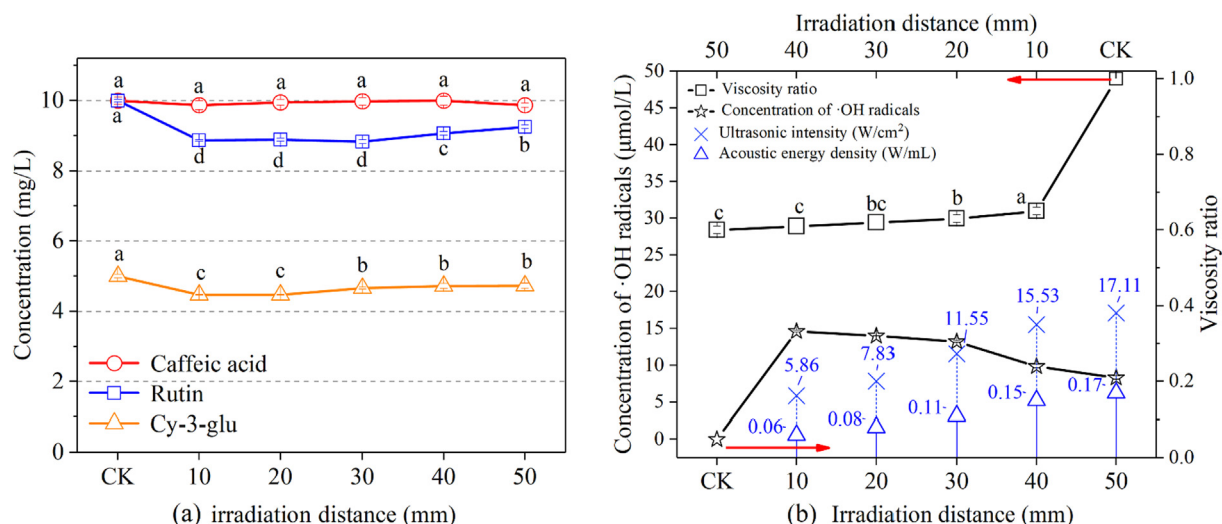 Concentration (mg/L)
10
8
6
4
2
0
a a a a a a
a d d d c b
a c c b b b
Caffeic acid
Rutin
Cy-3-glu
CK 10 20 30 40 50
(a) irradiation distance (mm)
Irradiation distance (mm)
50 40 30 20 10 CK
Concentration of ·OH radicals (μmol/L)
50
45
40
35
30
25
20
15
10
5
0
Viscosity ratio
Concentration of ·OH radicals
Ultrasonic intensity (W/cm²)
Acoustic energy density (W/mL)
c c bc b a
5.86 7.83 11.55 15.53 17.11
0.06 0.08 0.11 0.15 0.17
1.0
0.8
0.6
0.4
0.2
0.0
Viscosity ratio
CK 10 20 30 40 50
(b) Irradiation distance (mm)